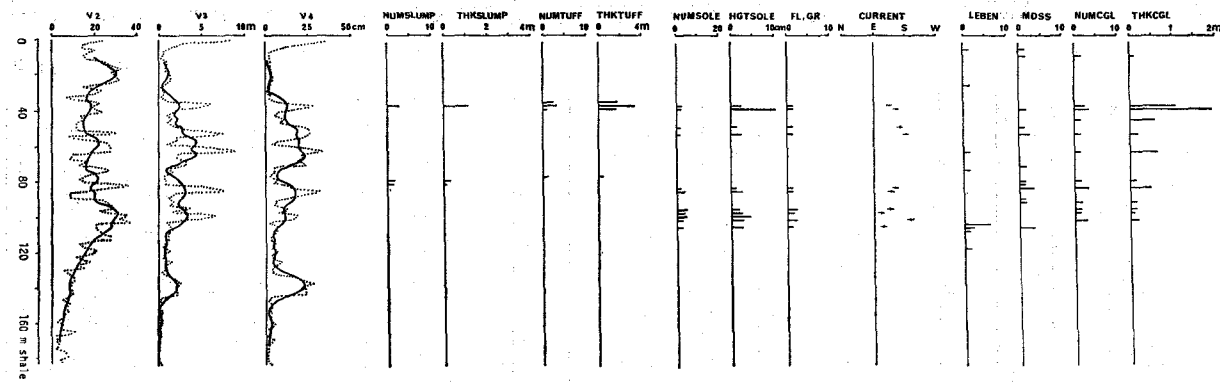 V2 V3 V4 NUMSLUMP THKSLUMP NUMTUFF THKTUFF NUMSOLE HGTSOLE FL,GR CURRENT LEBEN MOSS NUMCGL THKCGL
0 20 40 0 5 10m 0 25 50cm 0 10 0 2 4m 0 10 0 4m 0 20 0 10cm 0 10 N E S W 0 10 0 10 0 10 0 1 2m
0
40
80
120
160 m shale